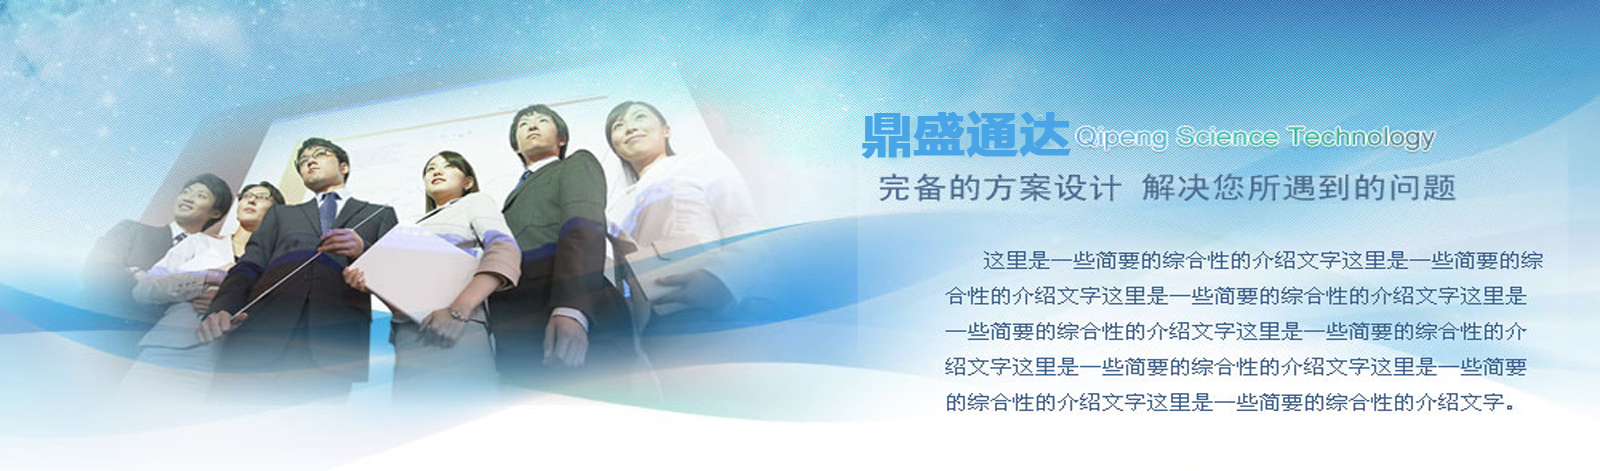 鼎盛通达 Qipeng Science Technology
完备的方案设计 解决您所遇到的问题
这里是一些简要的综合性的介绍文字这里是一些简要的综
合性的介绍文字这里是一些简要的综合性的介绍文字这里是
一些简要的综合性的介绍文字这里是一些简要的综合性的介
绍文字这里是一些简要的综合性的介绍文字这里是一些简要
的综合性的介绍文字这里是一些简要的综合性的介绍文字。